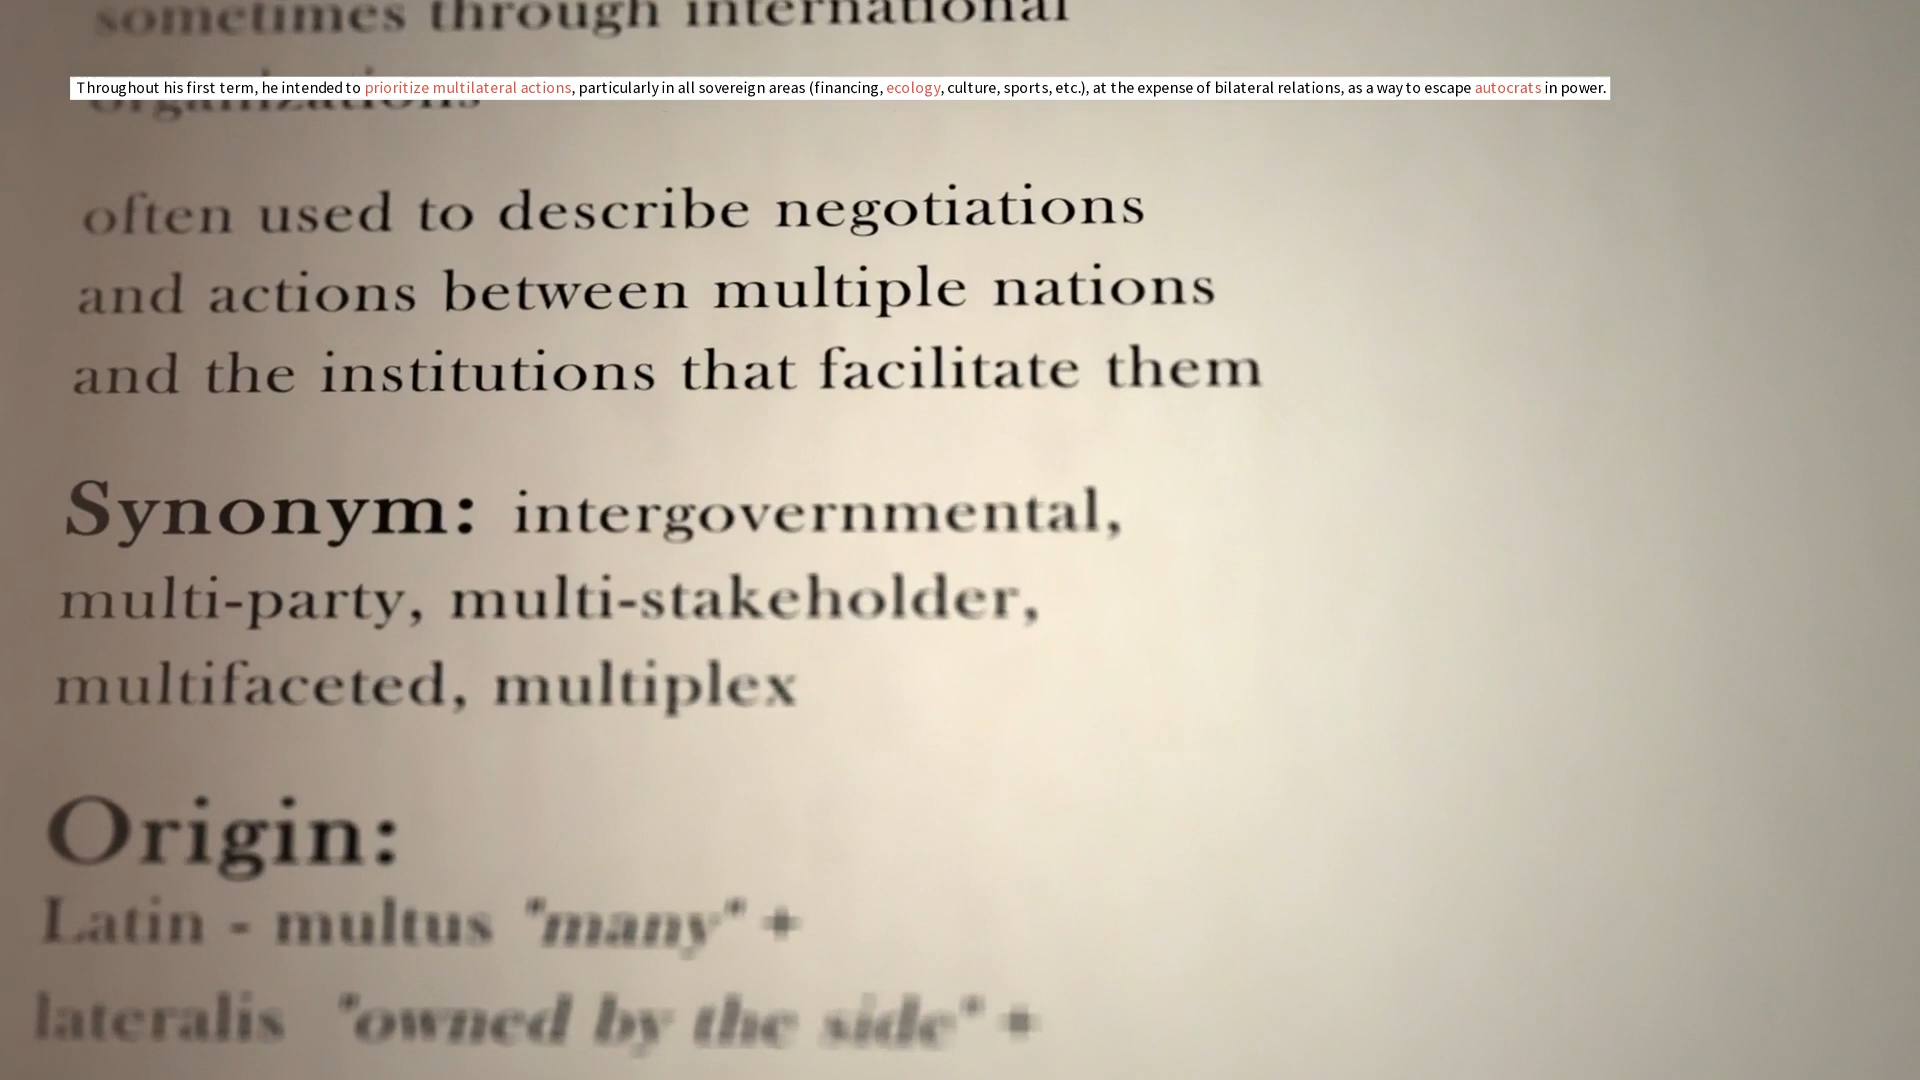 sometimes through international
Throughout his first term, he intended to prioritize multilateral actions, particularly in all sovereign areas (financing, ecology, culture, sports, etc.), at the expense of bilateral relations, as a way to escape autocrats in power.
organizations
often used to describe negotiations
and actions between multiple nations
and the institutions that facilitate them
Synonym: intergovernmental,
multi-party, multi-stakeholder,
multifaceted, multiplex
Origin:
Latin - multus "many" +
lateralis "owned by the side" +